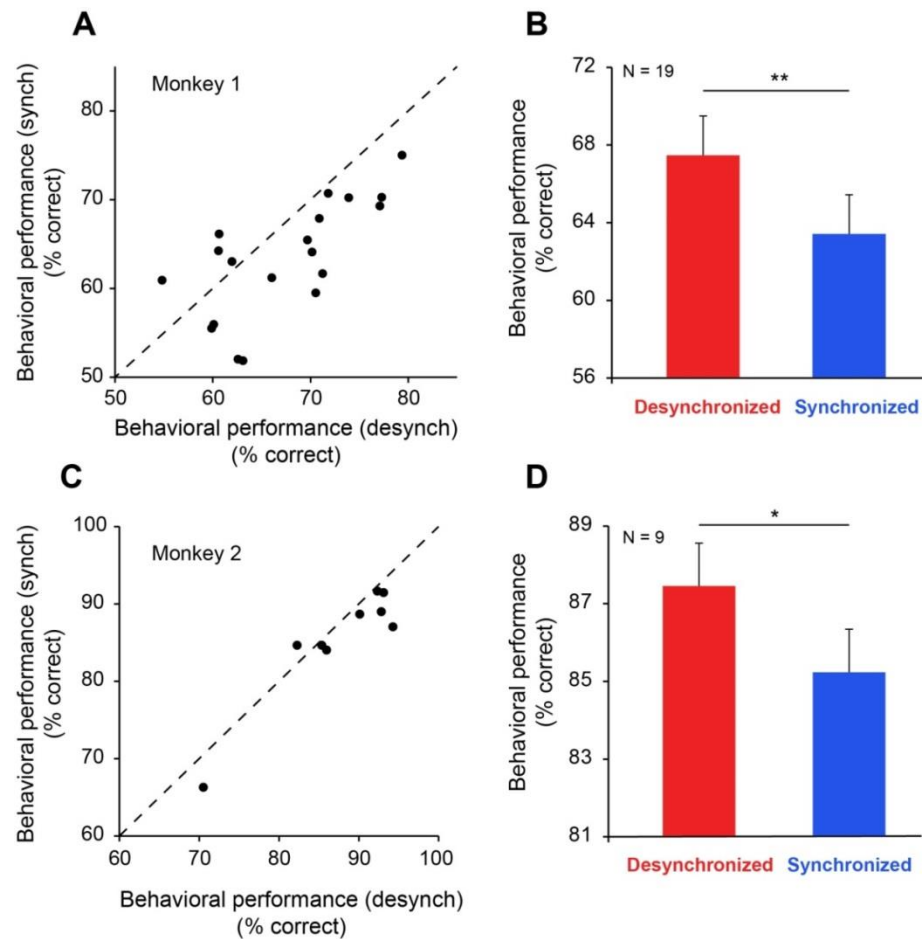 A
Monkey 1
Behavioral performance (synch)
(% correct)
80
70
60
50
50 60 70 80
Behavioral performance (desynch)
(% correct)
B
N = 19
**
Behavioral performance
(% correct)
72
68
64
60
56
Desynchronized Synchronized
C
Monkey 2
Behavioral performance (synch)
(% correct)
100
90
80
70
60
60 70 80 90 100
Behavioral performance (desynch)
(% correct)
D
N = 9
*
Behavioral performance
(% correct)
89
87
85
83
81
Desynchronized Synchronized